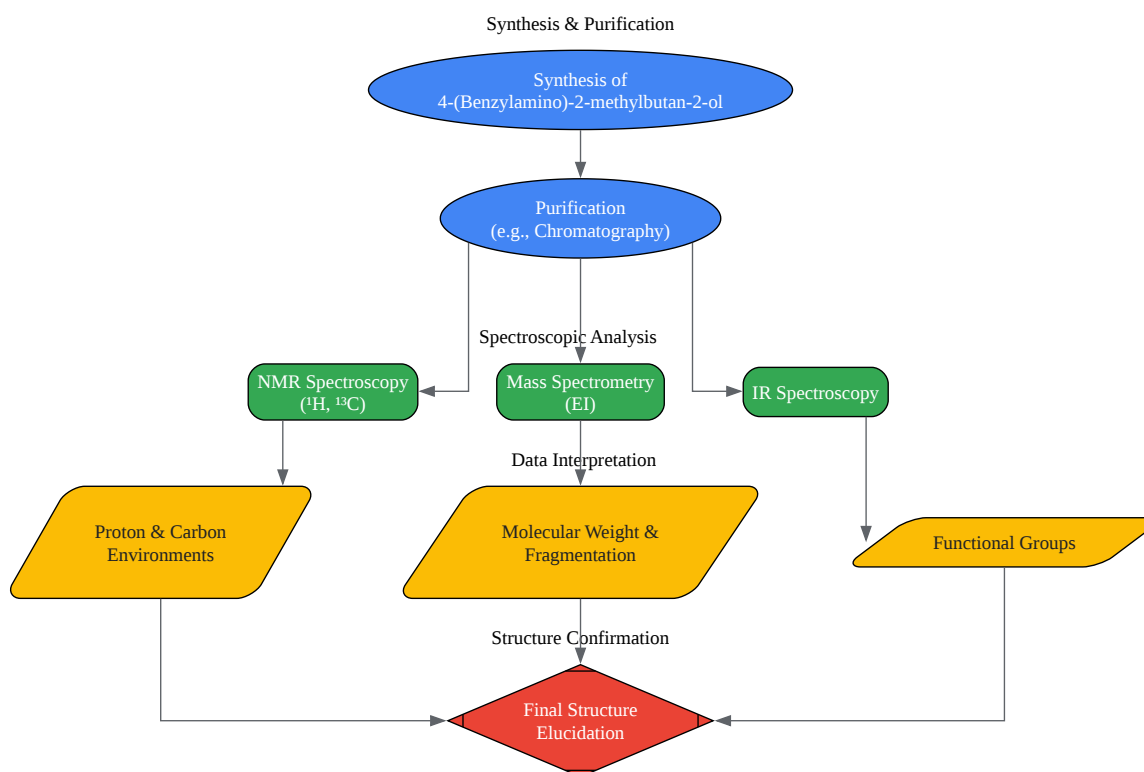 Synthesis & Purification
Synthesis of
4-(Benzylamino)-2-methylbutan-2-ol
Purification
(e.g., Chromatography)
Spectroscopic Analysis
NMR Spectroscopy
(¹H, ¹³C)
Mass Spectrometry
(EI)
IR Spectroscopy
Data Interpretation
Proton & Carbon
Environments
Molecular Weight &
Fragmentation
Functional Groups
Structure Confirmation
Final Structure
Elucidation